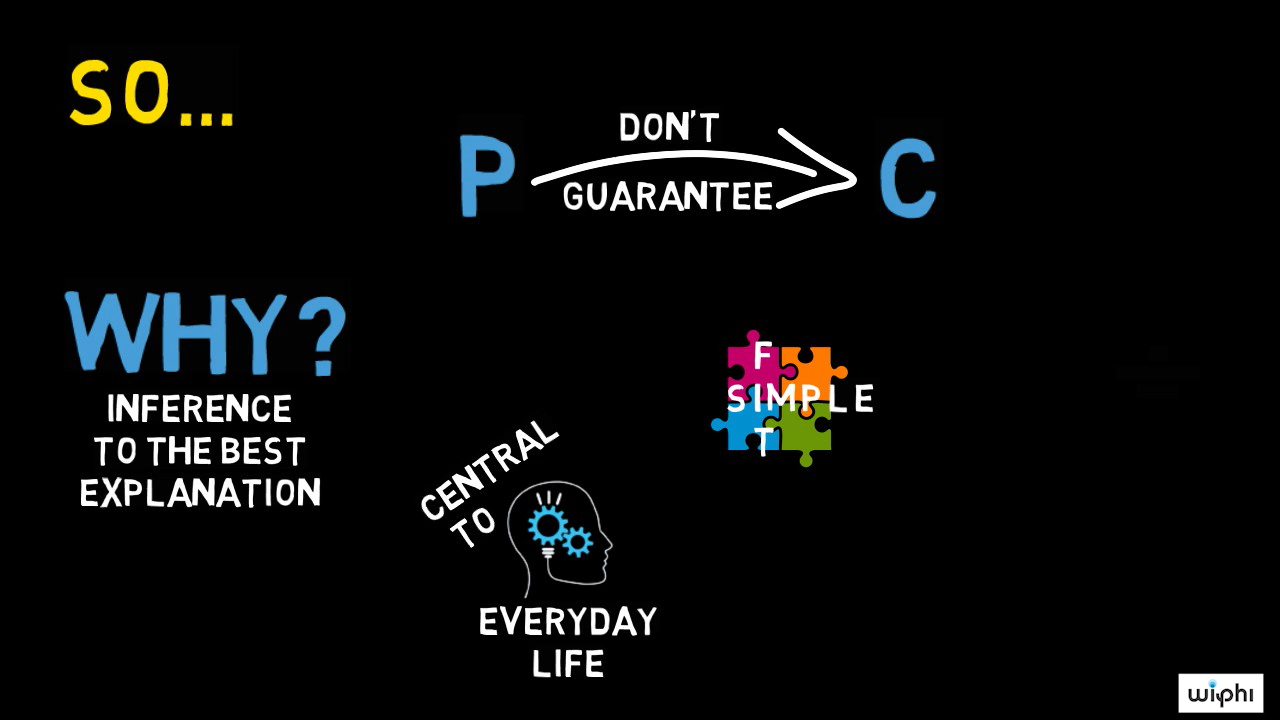 SO...
P
DON'T
GUARANTEE
C
WHY?
INFERENCE
TO THE BEST
EXPLANATION
F
SIMPLE
T
CENTRAL
TO
EVERYDAY
LIFE
wiphi